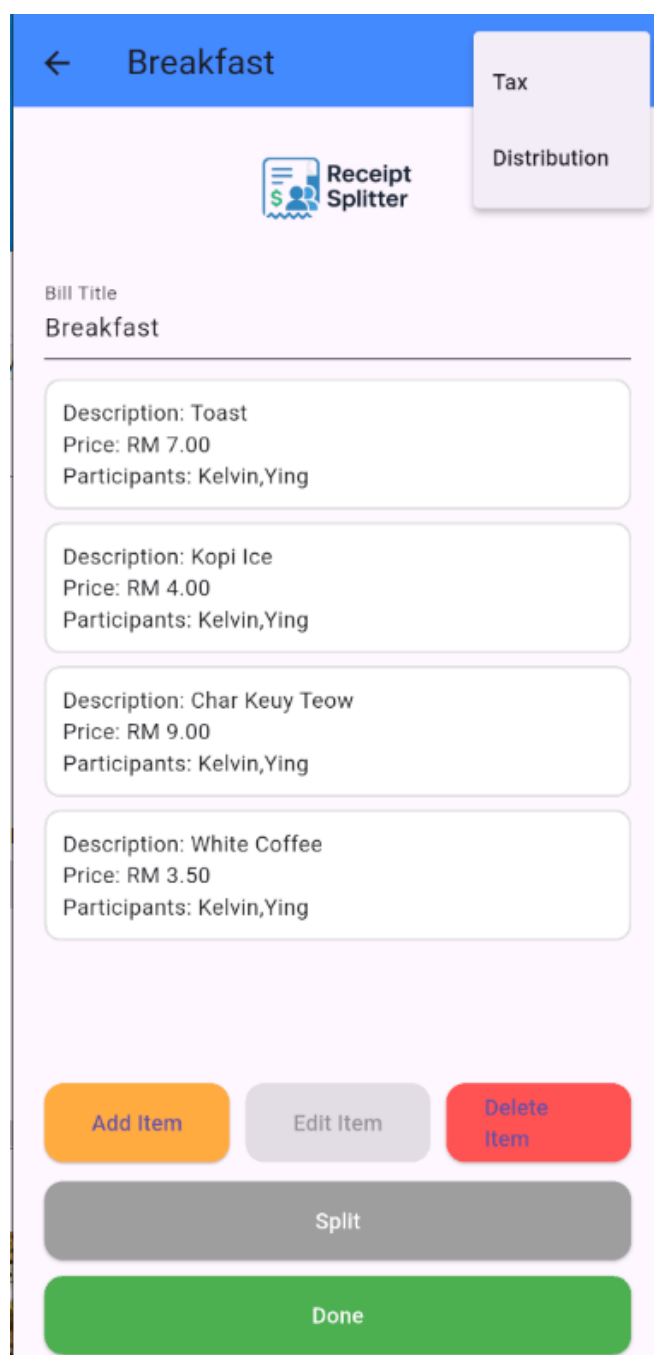 Breakfast
Tax
Distribution
Receipt
Splitter
Bill Title
Breakfast
Description: Toast
Price: RM 7.00
Participants: Kelvin,Ying
Description: Kopi Ice
Price: RM 4.00
Participants: Kelvin,Ying
Description: Char Keuy Teow
Price: RM 9.00
Participants: Kelvin,Ying
Description: White Coffee
Price: RM 3.50
Participants: Kelvin,Ying
Add Item
Edit Item
Delete
Item
Split
Done